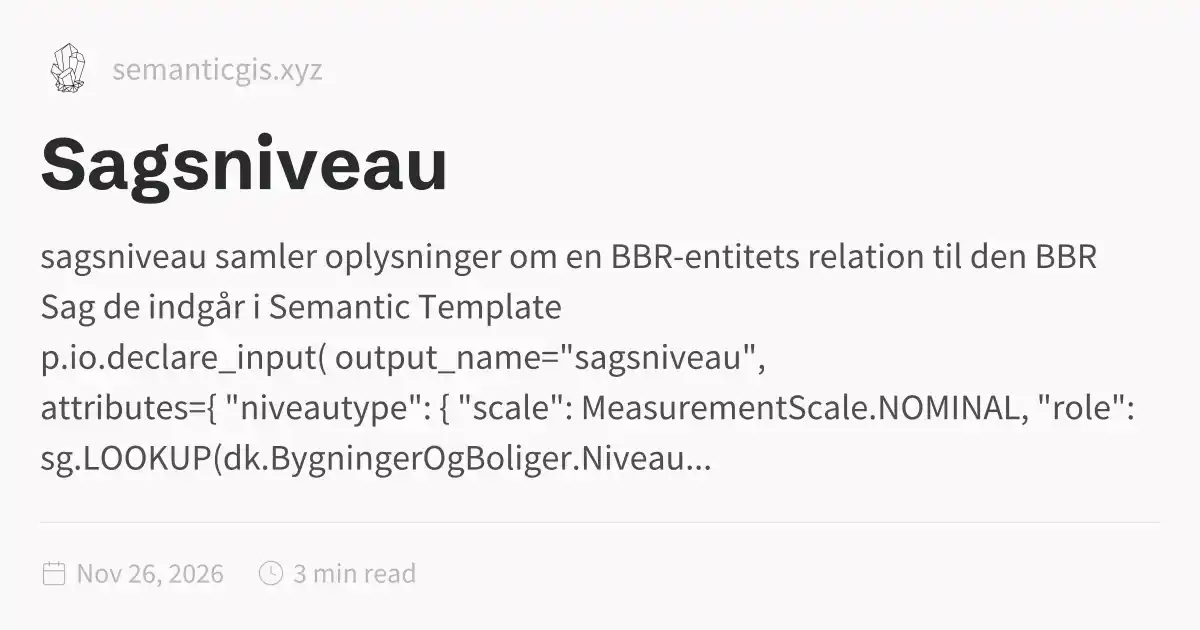 semanticgis.xyz
Sagsniveau
sagsniveau samler oplysninger om en BBR-entitets relation til den BBR
Sag de indgår i Semantic Template
p.io.declare_input( output_name="sagsniveau",
attributes={ "niveautype": { "scale": MeasurementScale.NOMINAL, "role":
sg.LOOKUP(dk.BygningerOgBoliger.Niveau...
Nov 26, 2026
3 min read